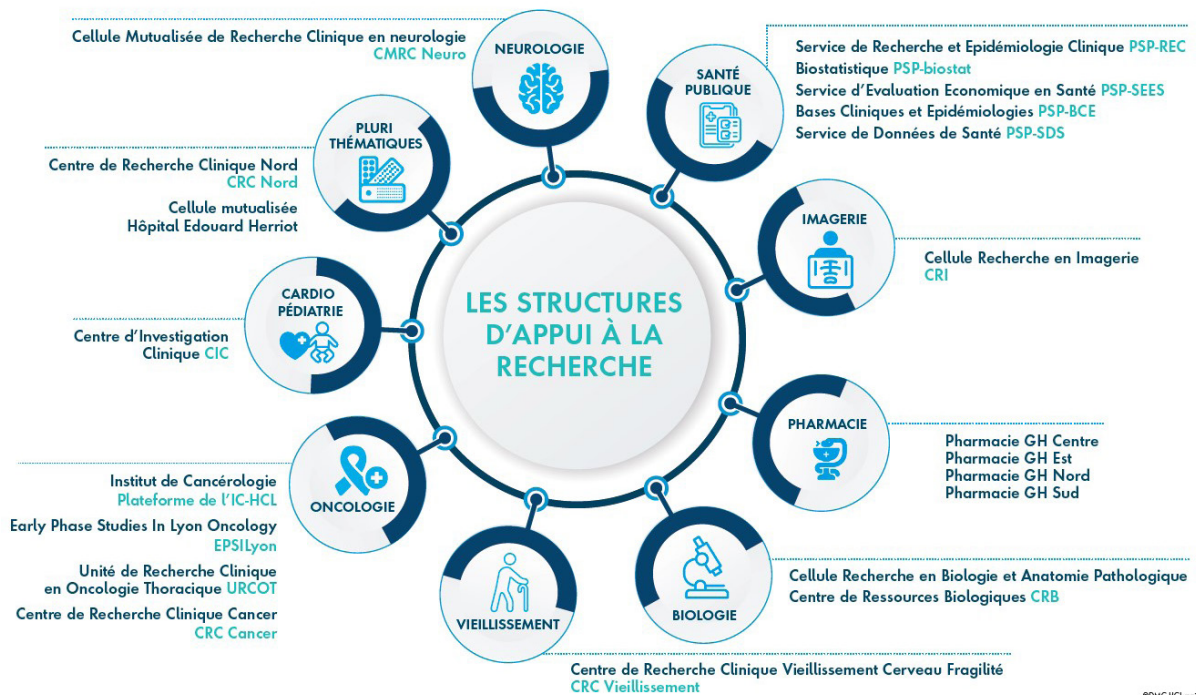 LES STRUCTURES
D'APPUI À LA
RECHERCHE
NEUROLOGIE
Cellule Mutualisée de Recherche Clinique en neurologie
CMRC Neuro
SANTÉ
PUBLIQUE
Service de Recherche et Epidémiologie Clinique PSP-REC
Biostatistique PSP-biostat
Service d'Evaluation Economique en Santé PSP-SEES
Bases Cliniques et Epidémiologies PSP-BCE
Service de Données de Santé PSP-SDS
IMAGERIE
Cellule Recherche en Imagerie
CRI
PHARMACIE
Pharmacie GH Centre
Pharmacie GH Est
Pharmacie GH Nord
Pharmacie GH Sud
BIOLOGIE
Cellule Recherche en Biologie et Anatomie Pathologique
Centre de Ressources Biologiques CRB
VIEILLISSEMENT
Centre de Recherche Clinique Vieillissement Cerveau Fragilité
CRC Vieillissement
ONCOLOGIE
Institut de Cancérologie
Plateforme de l'IC-HCL
Early Phase Studies In Lyon Oncology
EPSILyon
Unité de Recherche Clinique
en Oncologie Thoracique URCOT
Centre de Recherche Clinique Cancer
CRC Cancer
CARDIO
PÉDIATRIE
Centre d'Investigation
Clinique CIC
PLURI
THÉMATIQUES
Centre de Recherche Clinique Nord
CRC Nord
Cellule mutualisée
Hôpital Edouard Herriot